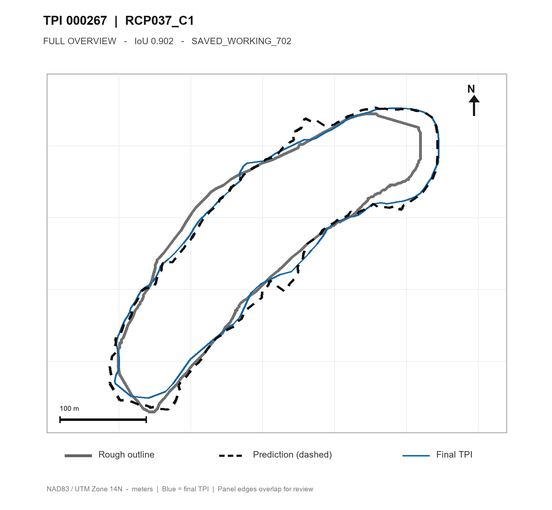 TPI 000267 | RCP037_C1
FULL OVERVIEW - IoU 0.902 - SAVED_WORKING_702
N
100 m
Rough outline Prediction (dashed) Final TPI
NAD83 / UTM Zone 14N - meters | Blue = final TPI | Panel edges overlap for review